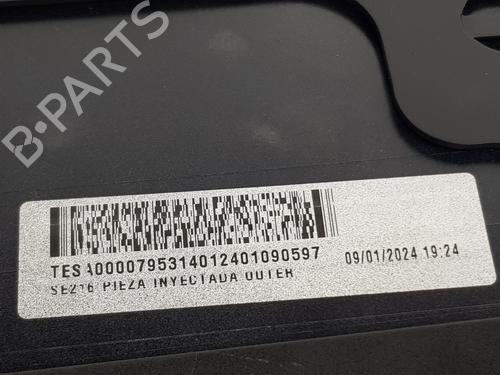 B-PARTS
TESA000079531401240109059７ 09/01/2024 19:24
SE216 PIEZA INYECTADA OUTER